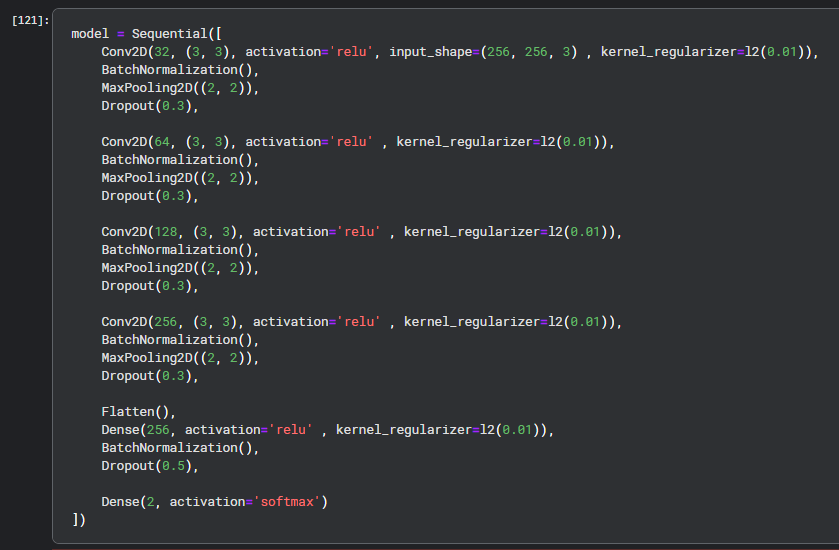 [121]:
model = Sequential([
    Conv2D(32, (3, 3), activation='relu', input_shape=(256, 256, 3) , kernel_regularizer=l2(0.01)),
    BatchNormalization(),
    MaxPooling2D((2, 2)),
    Dropout(0.3),

    Conv2D(64, (3, 3), activation='relu' , kernel_regularizer=l2(0.01)),
    BatchNormalization(),
    MaxPooling2D((2, 2)),
    Dropout(0.3),

    Conv2D(128, (3, 3), activation='relu' , kernel_regularizer=l2(0.01)),
    BatchNormalization(),
    MaxPooling2D((2, 2)),
    Dropout(0.3),

    Conv2D(256, (3, 3), activation='relu' , kernel_regularizer=l2(0.01)),
    BatchNormalization(),
    MaxPooling2D((2, 2)),
    Dropout(0.3),

    Flatten(),
    Dense(256, activation='relu' , kernel_regularizer=l2(0.01)),
    BatchNormalization(),
    Dropout(0.5),

    Dense(2, activation='softmax')
])